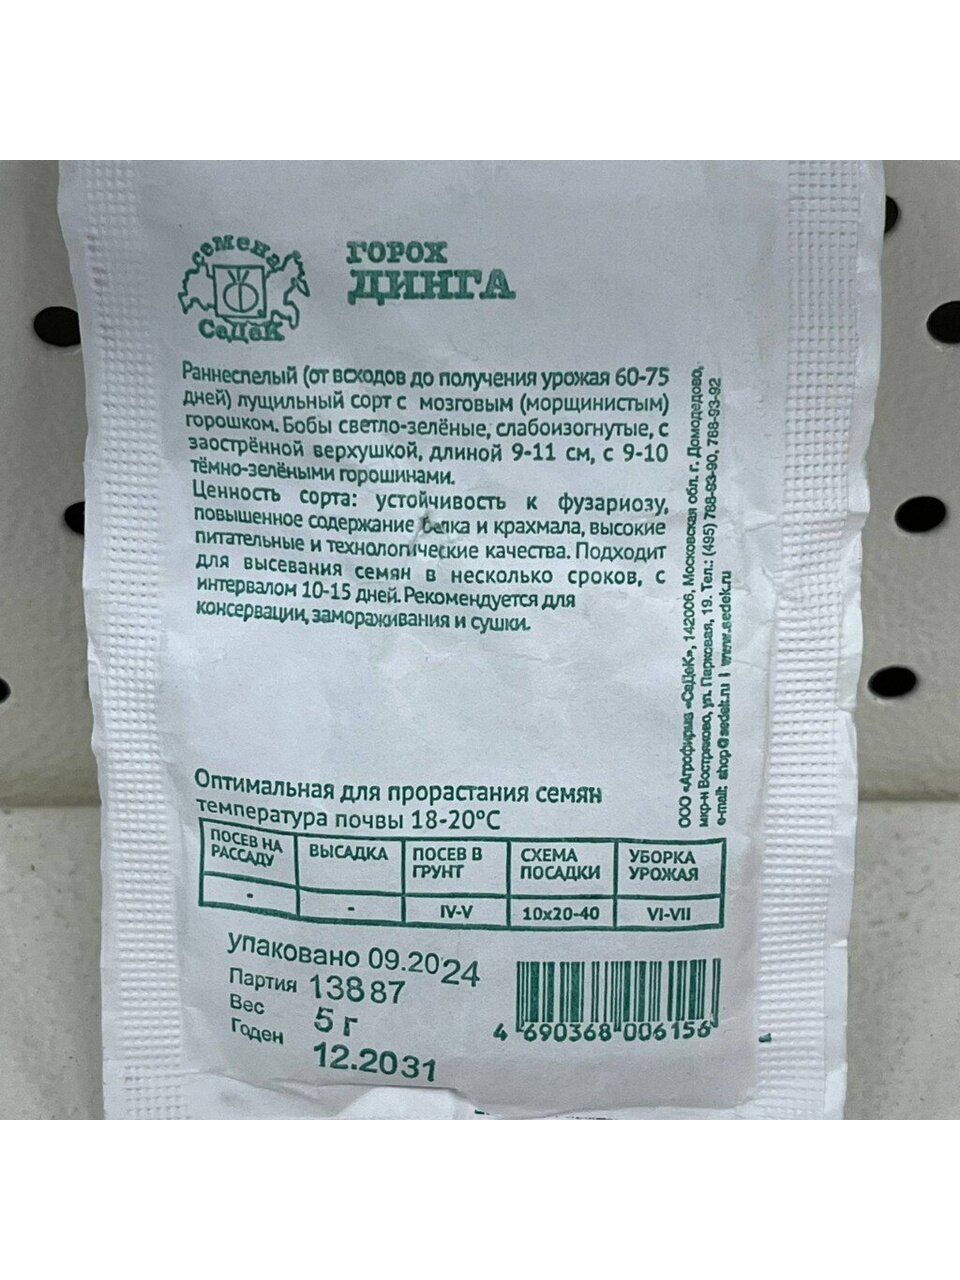 семена
СаДеК
ГОРОХ
ДИНГА
Раннеспелый (от всходов до получения урожая 60-75
дней) лущильный сорт с мозговым (морщинистым)
горошком. Бобы светло-зелёные, слабоизогнутые, с
заострённой верхушкой, длиной 9-11 см, с 9-10
тёмно-зелёными горошинами.
Ценность сорта: устойчивость к фузариозу,
повышенное содержание белка и крахмала, высокие
питательные и технологические качества. Подходит
для высевания семян в несколько сроков, с
интервалом 10-15 дней. Рекомендуется для
консервации, замораживания и сушки.
ООО «Агрофирма «СаДеК», 142006, Московская обл. г. Домодедово,
мкр-н Востряково, ул. Парковая, 19. Тел.: (495) 788-93-90, 788-93-92
e-mail: shop@sedek.ru | www.sedek.ru
Оптимальная для прорастания семян
температура почвы 18-20°C
ПОСЕВ НА РАССАДУ ВЫСАДКА ПОСЕВ В ГРУНТ СХЕМА ПОСАДКИ УБОРКА УРОЖАЯ
- - IV-V 10x20-40 VI-VII
упаковано 09.2024
Партия 13887
Вес 5 г
Годен 12.2031
4 690368 006156